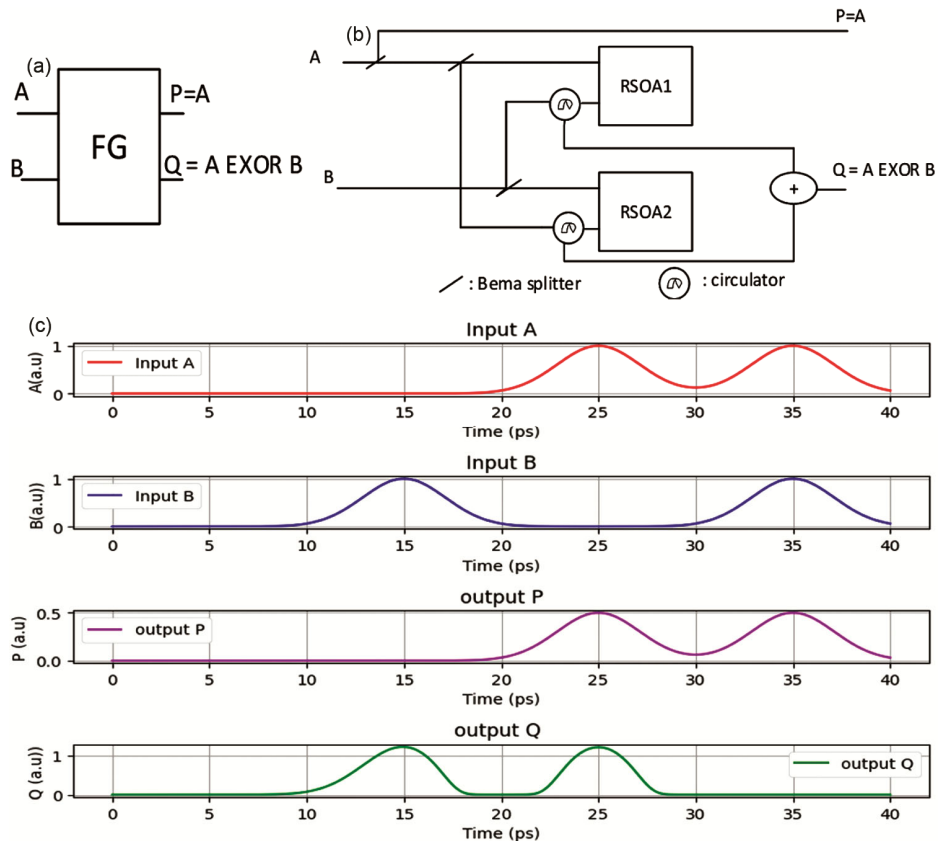 (a)
A
B
FG
P=A
Q = A EXOR B
(b)
A
B
P=A
RSOA1
RSOA2
+
Q = A EXOR B
: Bema splitter
: circulator
(c)
Input A
Input A
A(a.u)
1
0
0 5 10 15 20 25 30 35 40
Time (ps)
Input B
Input B
B(a.u))
1
0
0 5 10 15 20 25 30 35 40
Time (ps)
output P
output P
P (a.u)
0.5
0.0
0 5 10 15 20 25 30 35 40
Time (ps)
output Q
output Q
Q (a.u))
1
0
0 5 10 15 20 25 30 35 40
Time (ps)